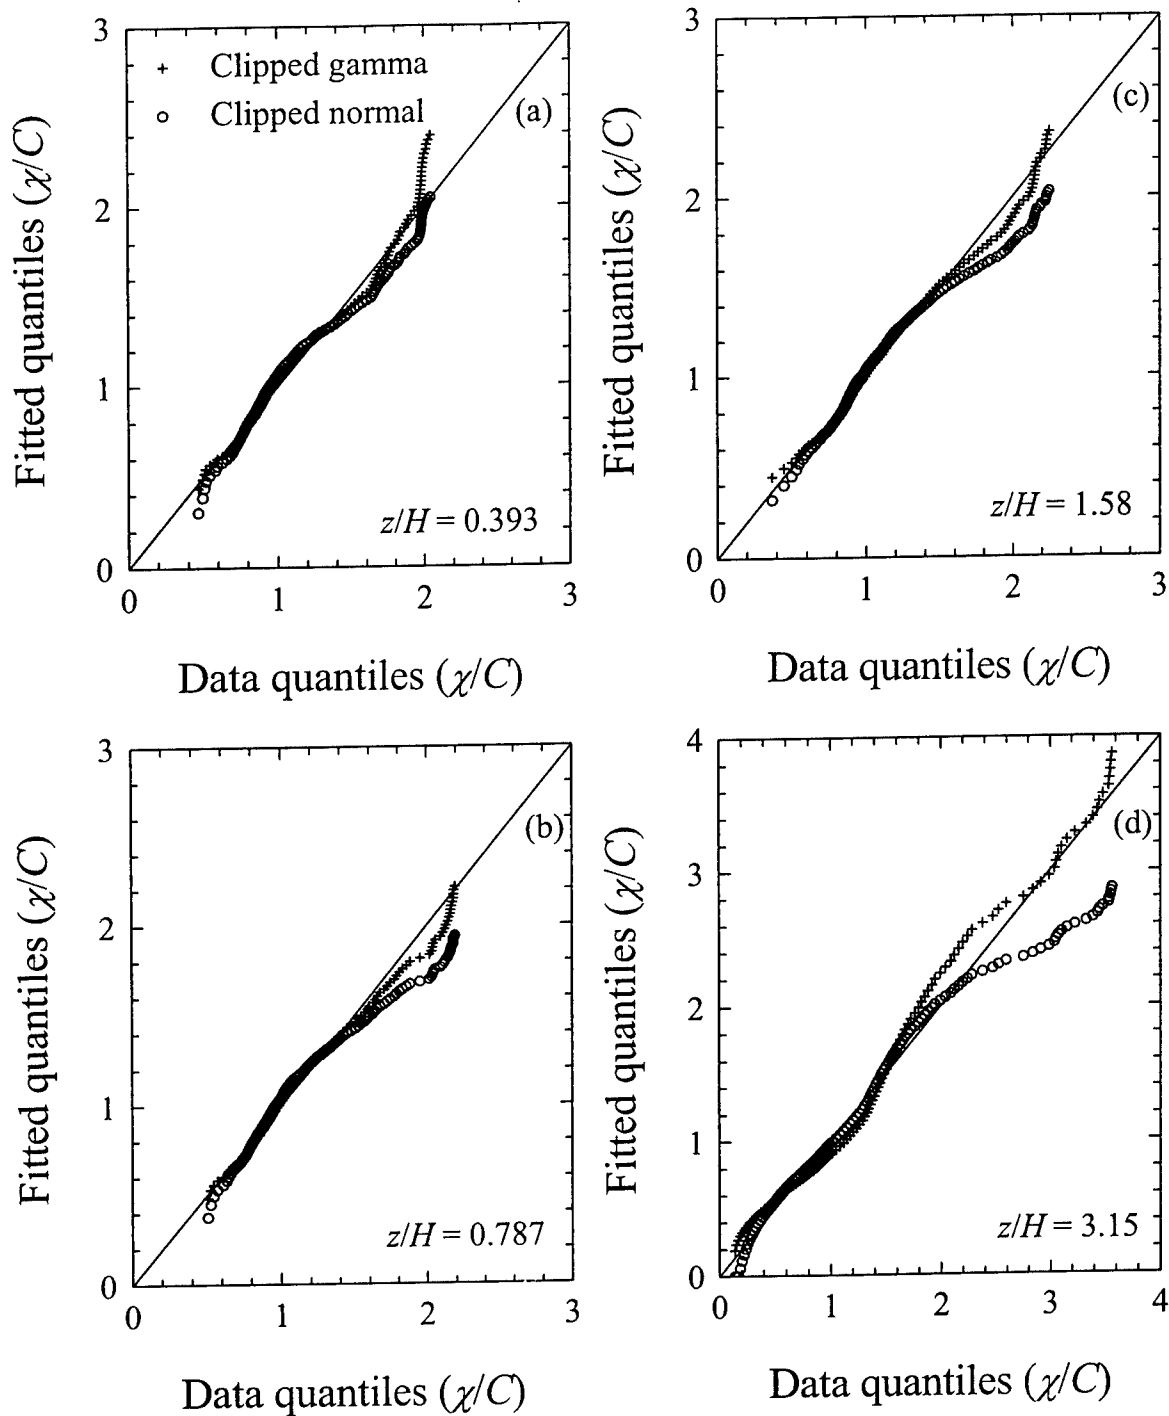 3
+ Clipped gamma
o Clipped normal
(a)
2
1
z/H = 0.393
0
0 1 2 3
Fitted quantiles (χ/C)
Data quantiles (χ/C)
3
(c)
2
1
z/H = 1.58
0
0 1 2 3
Fitted quantiles (χ/C)
Data quantiles (χ/C)
3
(b)
2
1
z/H = 0.787
0
0 1 2 3
Fitted quantiles (χ/C)
Data quantiles (χ/C)
4
(d)
3
2
1
z/H = 3.15
0
0 1 2 3 4
Fitted quantiles (χ/C)
Data quantiles (χ/C)